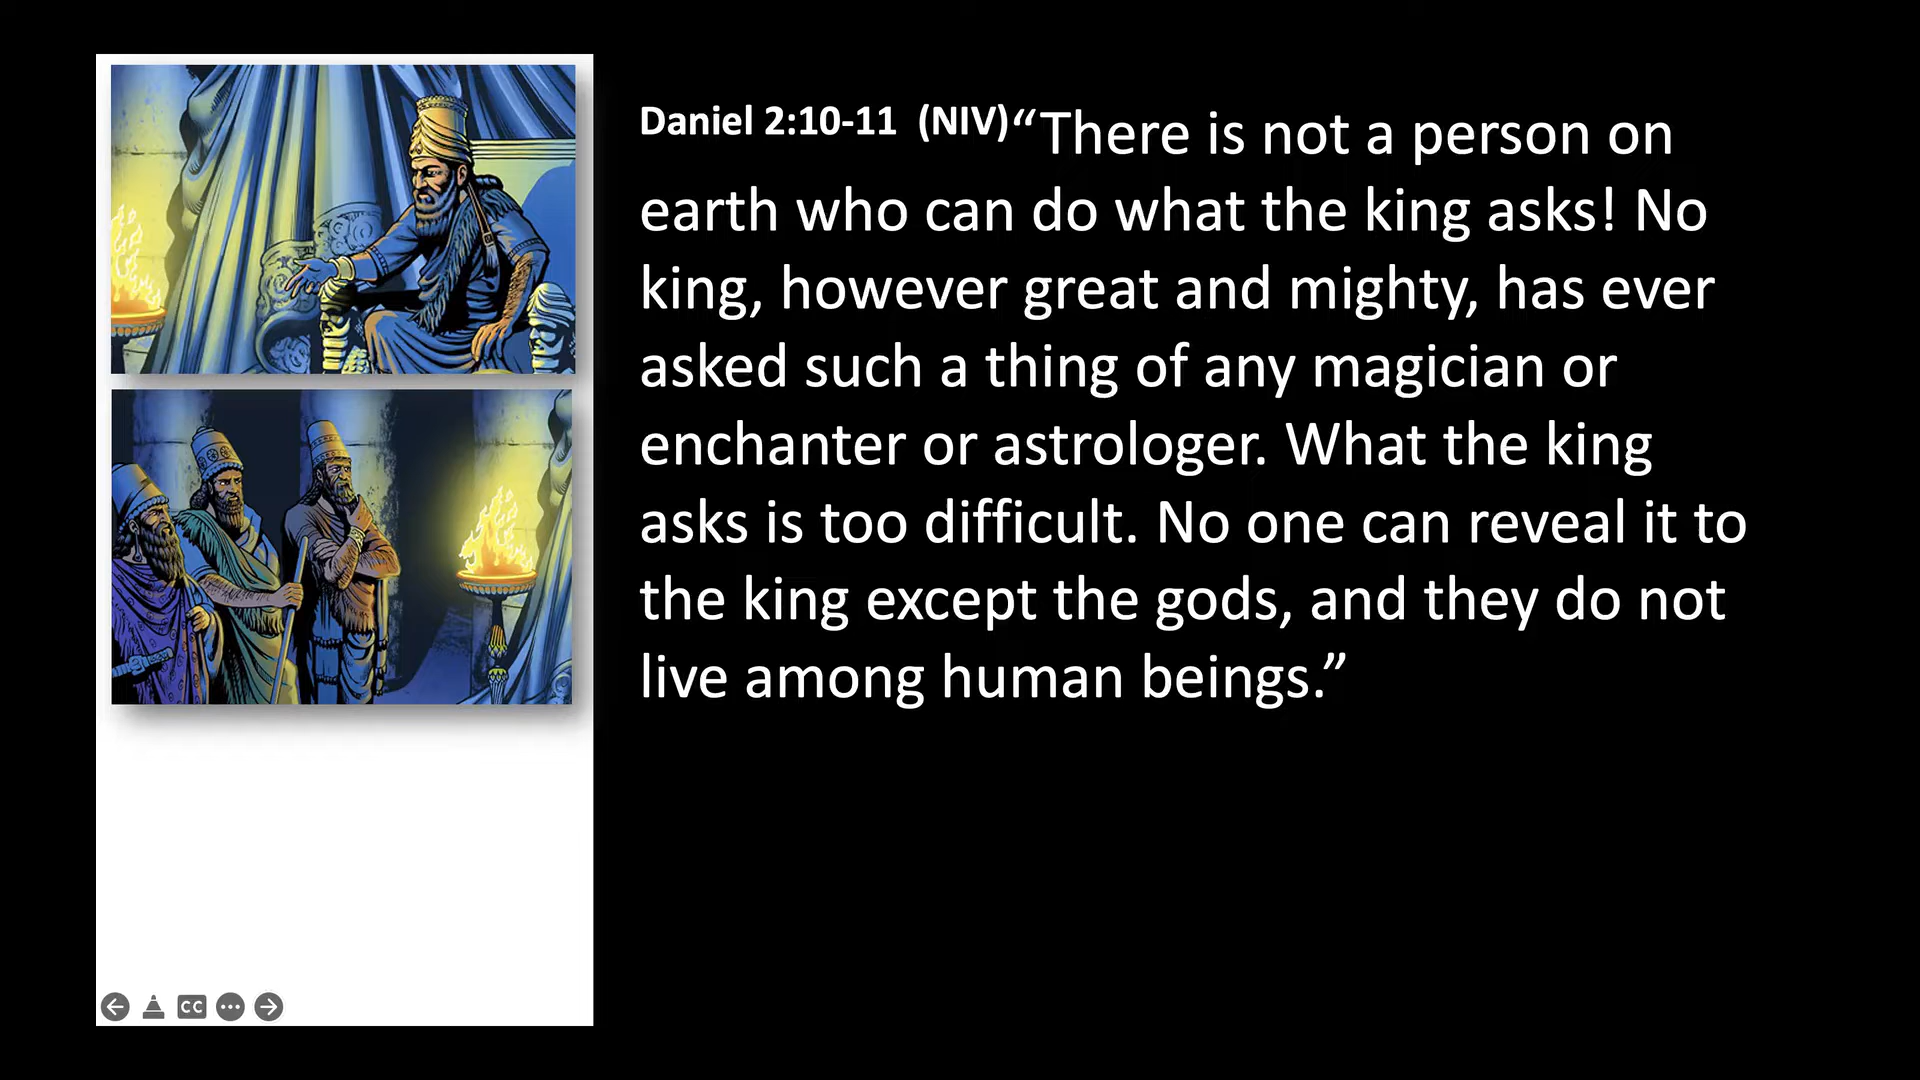 Daniel 2:10-11 (NIV)“There is not a person on
earth who can do what the king asks! No
king, however great and mighty, has ever
asked such a thing of any magician or
enchanter or astrologer. What the king
asks is too difficult. No one can reveal it to
the king except the gods, and they do not
live among human beings.”
CC